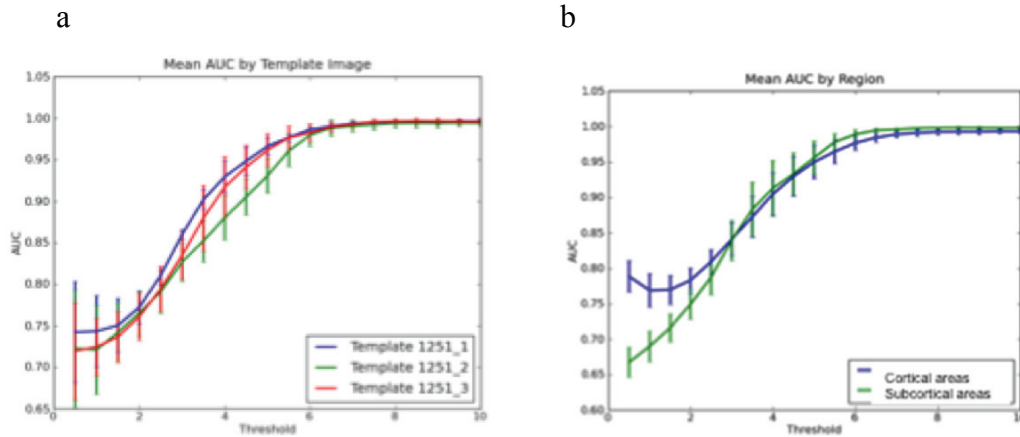 a
b
Mean AUC by Template Image
1.05
1.00
0.95
0.90
0.85
0.80
0.75
0.70
0.65
AUC
0
2
4
6
8
10
Threshold
Template 1251_1
Template 1251_2
Template 1251_3
Mean AUC by Region
1.05
1.00
0.95
0.90
0.85
0.80
0.75
0.70
0.65
0.60
AUC
0
2
4
6
8
10
Threshold
Cortical areas
Subcortical areas